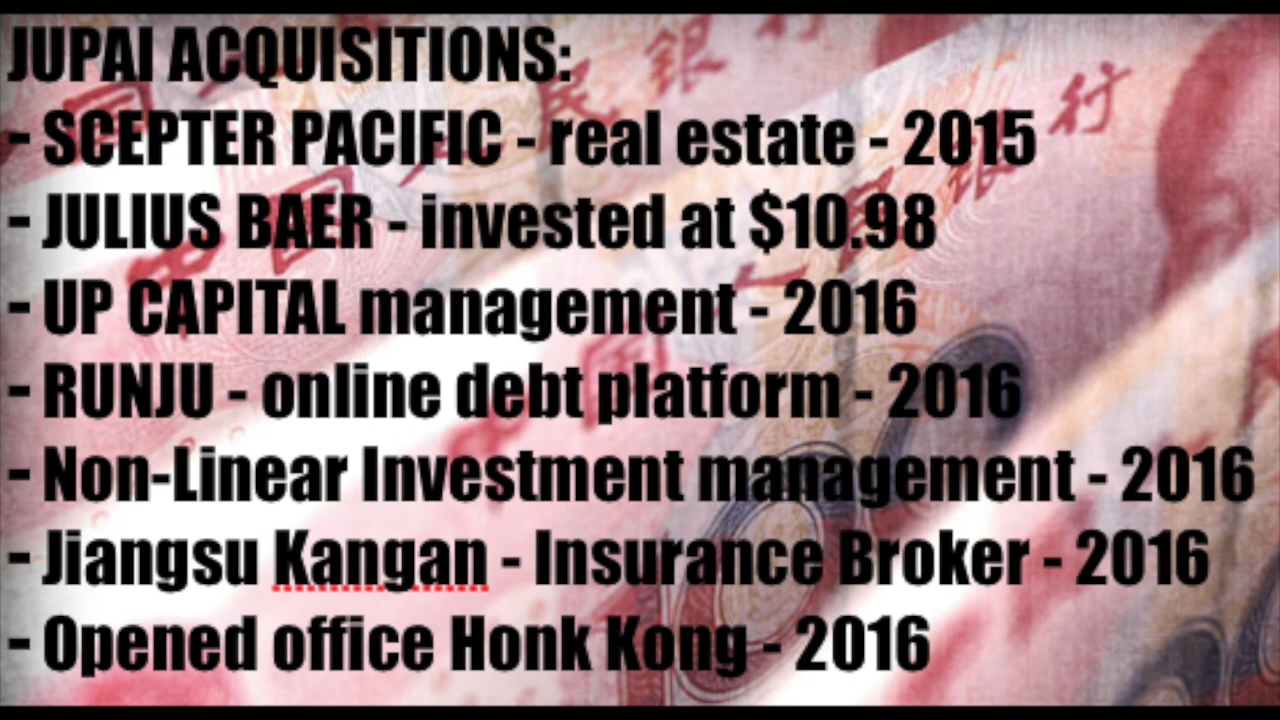 JUPAI ACQUISITIONS:
- SCEPTER PACIFIC - real estate - 2015
- JULIUS BAER - invested at $10.98
- UP CAPITAL management - 2016
- RUNJU - online debt platform - 2016
- Non-Linear Investment management - 2016
- Jiangsu Kangan - Insurance Broker - 2016
- Opened office Honk Kong - 2016